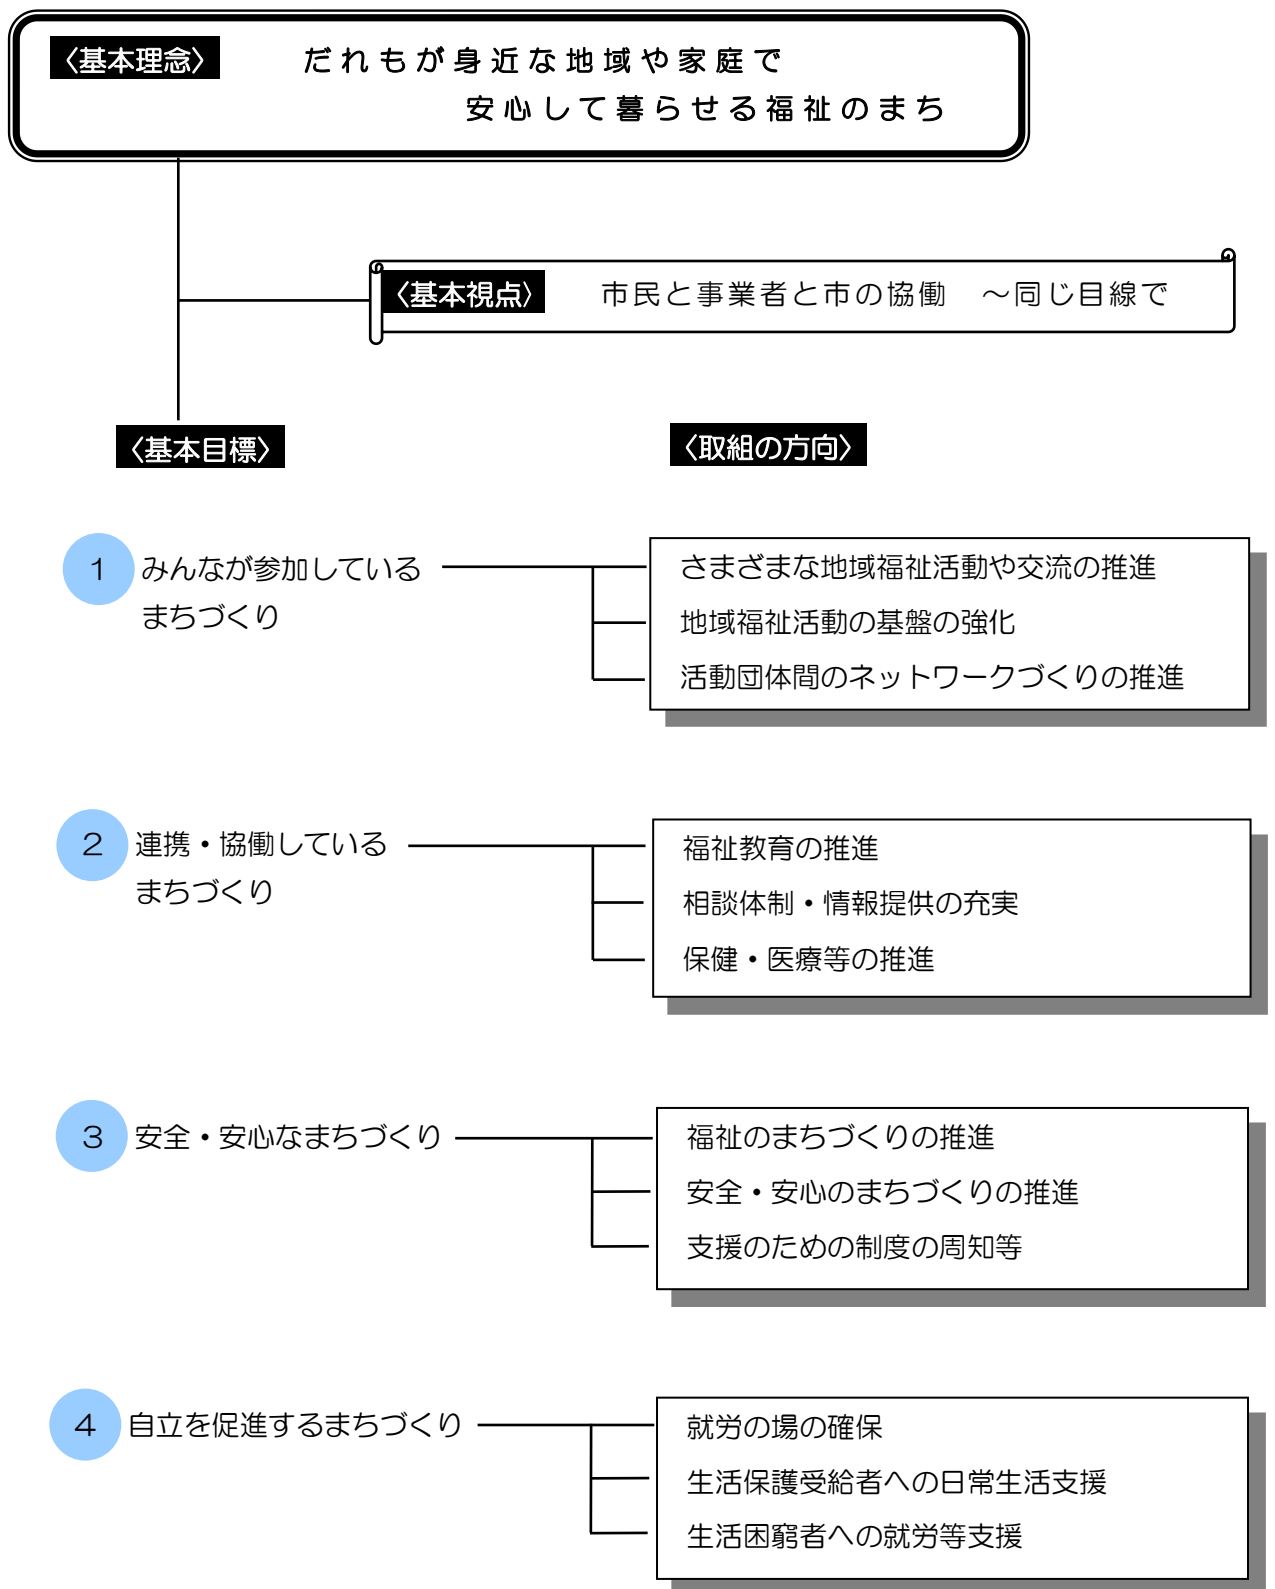 〈基本理念〉 だれもが身近な地域や家庭で
安心して暮らせる福祉のまち
〈基本視点〉 市民と事業者と市の協働 ～同じ目線で
〈基本目標〉
〈取組の方向〉
1 みんなが参加している
まちづくり
さまざまな地域福祉活動や交流の推進
地域福祉活動の基盤の強化
活動団体間のネットワークづくりの推進
2 連携・協働している
まちづくり
福祉教育の推進
相談体制・情報提供の充実
保健・医療等の推進
3 安全・安心なまちづくり
福祉のまちづくりの推進
安全・安心のまちづくりの推進
支援のための制度の周知等
4 自立を促進するまちづくり
就労の場の確保
生活保護受給者への日常生活支援
生活困窮者への就労等支援